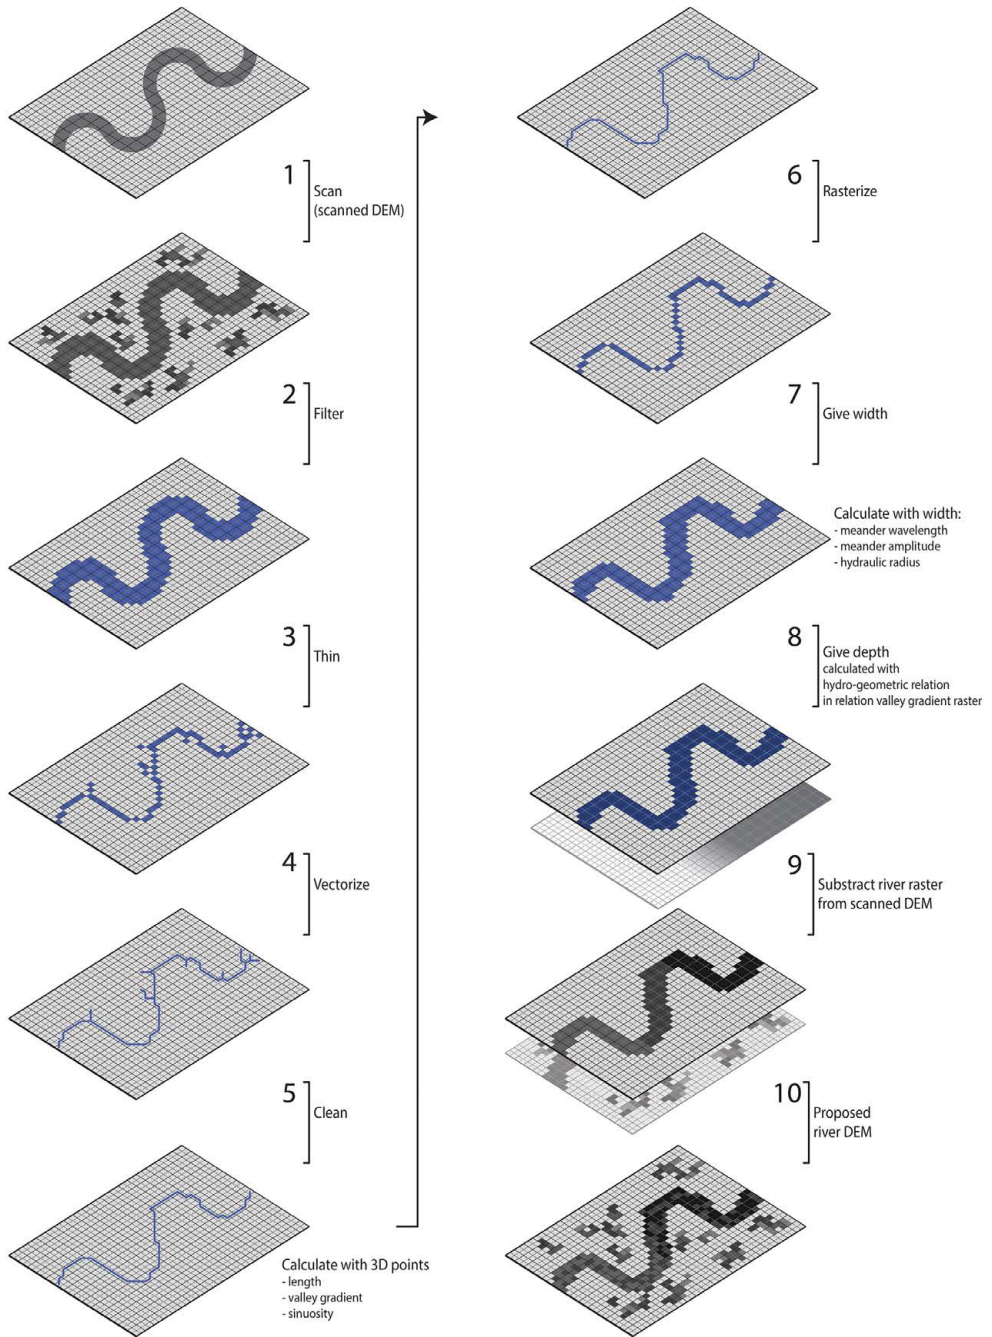 1
Scan
(scanned DEM)
2
Filter
3
Thin
4
Vectorize
5
Clean
Calculate with 3D points
- length
- valley gradient
- sinuosity
6
Rasterize
7
Give width
Calculate with width:
- meander wavelength
- meander amplitude
- hydraulic radius
8
Give depth
calculated with
hydro-geometric relation
in relation valley gradient raster
9
Substract river raster
from scanned DEM
10
Proposed
river DEM